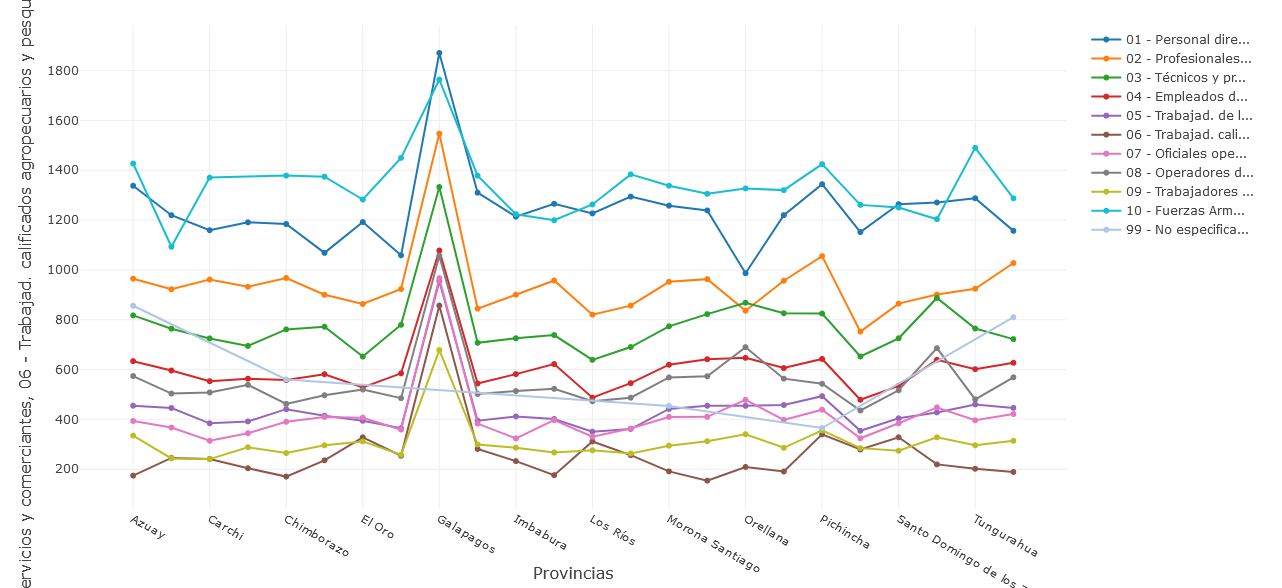 ervicios y comerciantes, 06 - Trabajad. calificados agropecuarios y pesqu
1800
1600
1400
1200
1000
800
600
400
200
Azuay
Carchi
Chimborazo
El Oro
Galapagos
Imbabura
Los Ríos
Morona Santiago
Orellana
Pichincha
Santo Domingo de los
Tungurahua
Provincias
01 - Personal dire...
02 - Profesionales...
03 - Técnicos y pr...
04 - Empleados d...
05 - Trabajad. de l...
06 - Trabajad. cali...
07 - Oficiales ope...
08 - Operadores d...
09 - Trabajadores ...
10 - Fuerzas Arm...
99 - No especifica...